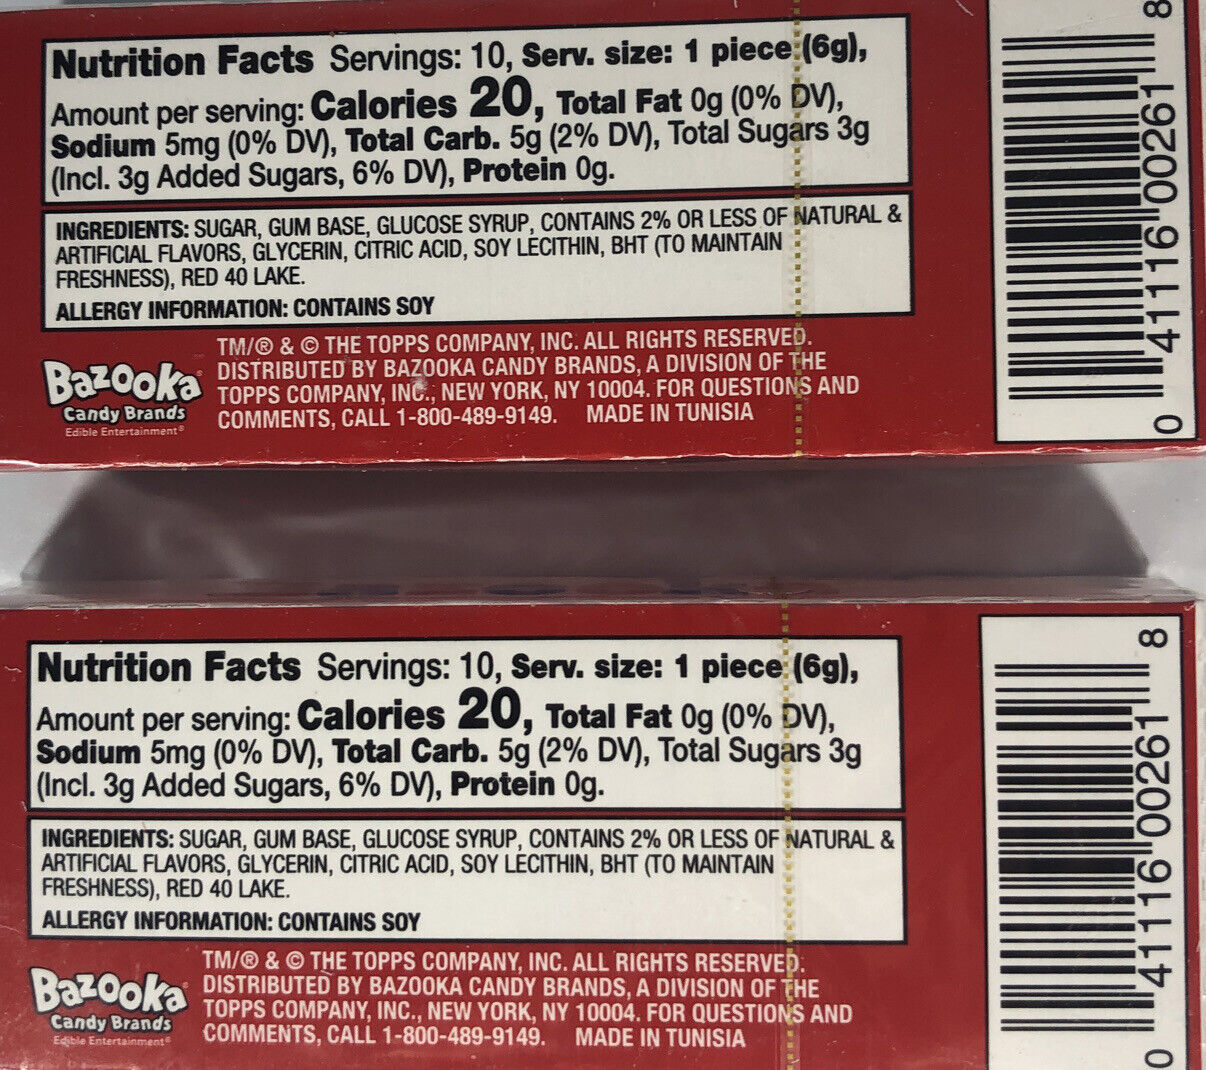 Nutrition Facts Servings: 10, Serv. size: 1 piece (6g),
Amount per serving: Calories 20, Total Fat 0g (0% DV),
Sodium 5mg (0% DV), Total Carb. 5g (2% DV), Total Sugars 3g
(Incl. 3g Added Sugars, 6% DV), Protein 0g.
INGREDIENTS: SUGAR, GUM BASE, GLUCOSE SYRUP, CONTAINS 2% OR LESS OF NATURAL &
ARTIFICIAL FLAVORS, GLYCERIN, CITRIC ACID, SOY LECITHIN, BHT (TO MAINTAIN
FRESHNESS), RED 40 LAKE.
ALLERGY INFORMATION: CONTAINS SOY
Bazooka
Candy Brands
Edible Entertainment®
TM/® & © THE TOPPS COMPANY, INC. ALL RIGHTS RESERVED.
DISTRIBUTED BY BAZOOKA CANDY BRANDS, A DIVISION OF THE
TOPPS COMPANY, INC., NEW YORK, NY 10004. FOR QUESTIONS AND
COMMENTS, CALL 1-800-489-9149. MADE IN TUNISIA
0 41116 00261 8
Nutrition Facts Servings: 10, Serv. size: 1 piece (6g),
Amount per serving: Calories 20, Total Fat 0g (0% DV),
Sodium 5mg (0% DV), Total Carb. 5g (2% DV), Total Sugars 3g
(Incl. 3g Added Sugars, 6% DV), Protein 0g.
INGREDIENTS: SUGAR, GUM BASE, GLUCOSE SYRUP, CONTAINS 2% OR LESS OF NATURAL &
ARTIFICIAL FLAVORS, GLYCERIN, CITRIC ACID, SOY LECITHIN, BHT (TO MAINTAIN
FRESHNESS), RED 40 LAKE.
ALLERGY INFORMATION: CONTAINS SOY
Bazooka
Candy Brands
Edible Entertainment®
TM/® & © THE TOPPS COMPANY, INC. ALL RIGHTS RESERVED.
DISTRIBUTED BY BAZOOKA CANDY BRANDS, A DIVISION OF THE
TOPPS COMPANY, INC., NEW YORK, NY 10004. FOR QUESTIONS AND
COMMENTS, CALL 1-800-489-9149. MADE IN TUNISIA
0 41116 00261 8